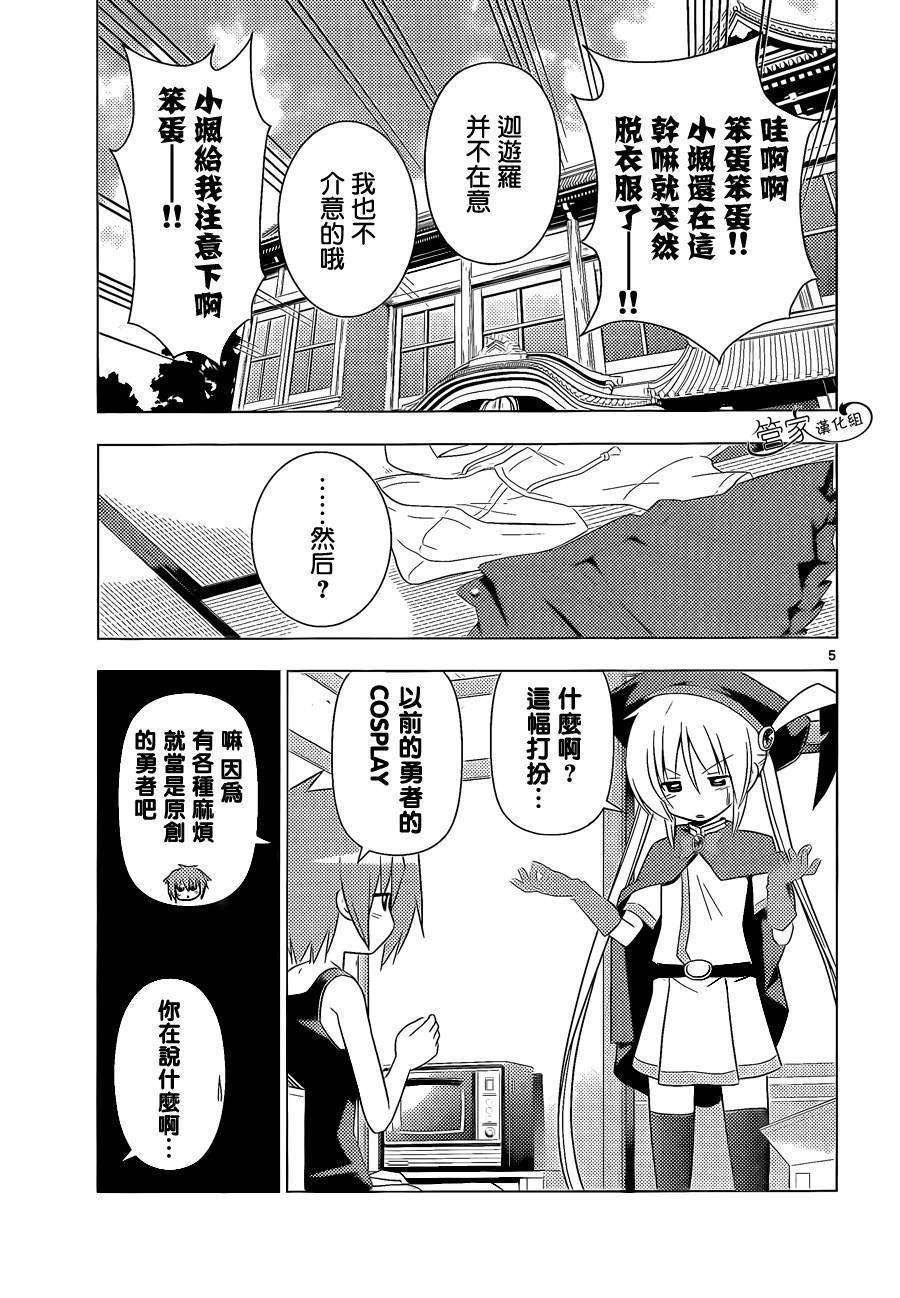 哇啊啊
笨蛋笨蛋!!
小颯還在這
幹嘛就突然
脫衣服了——!!
迦遊羅
并不在意
我也不
介意的哦
小颯給我注意下啊
笨蛋——!!
管家
漢化組
……然后?
5
什麼啊?
這幅打扮…
以前的勇者的
COSPLAY
嘛 因爲
有各種麻煩
就當是原創
的勇者吧
你在說什麼啊…